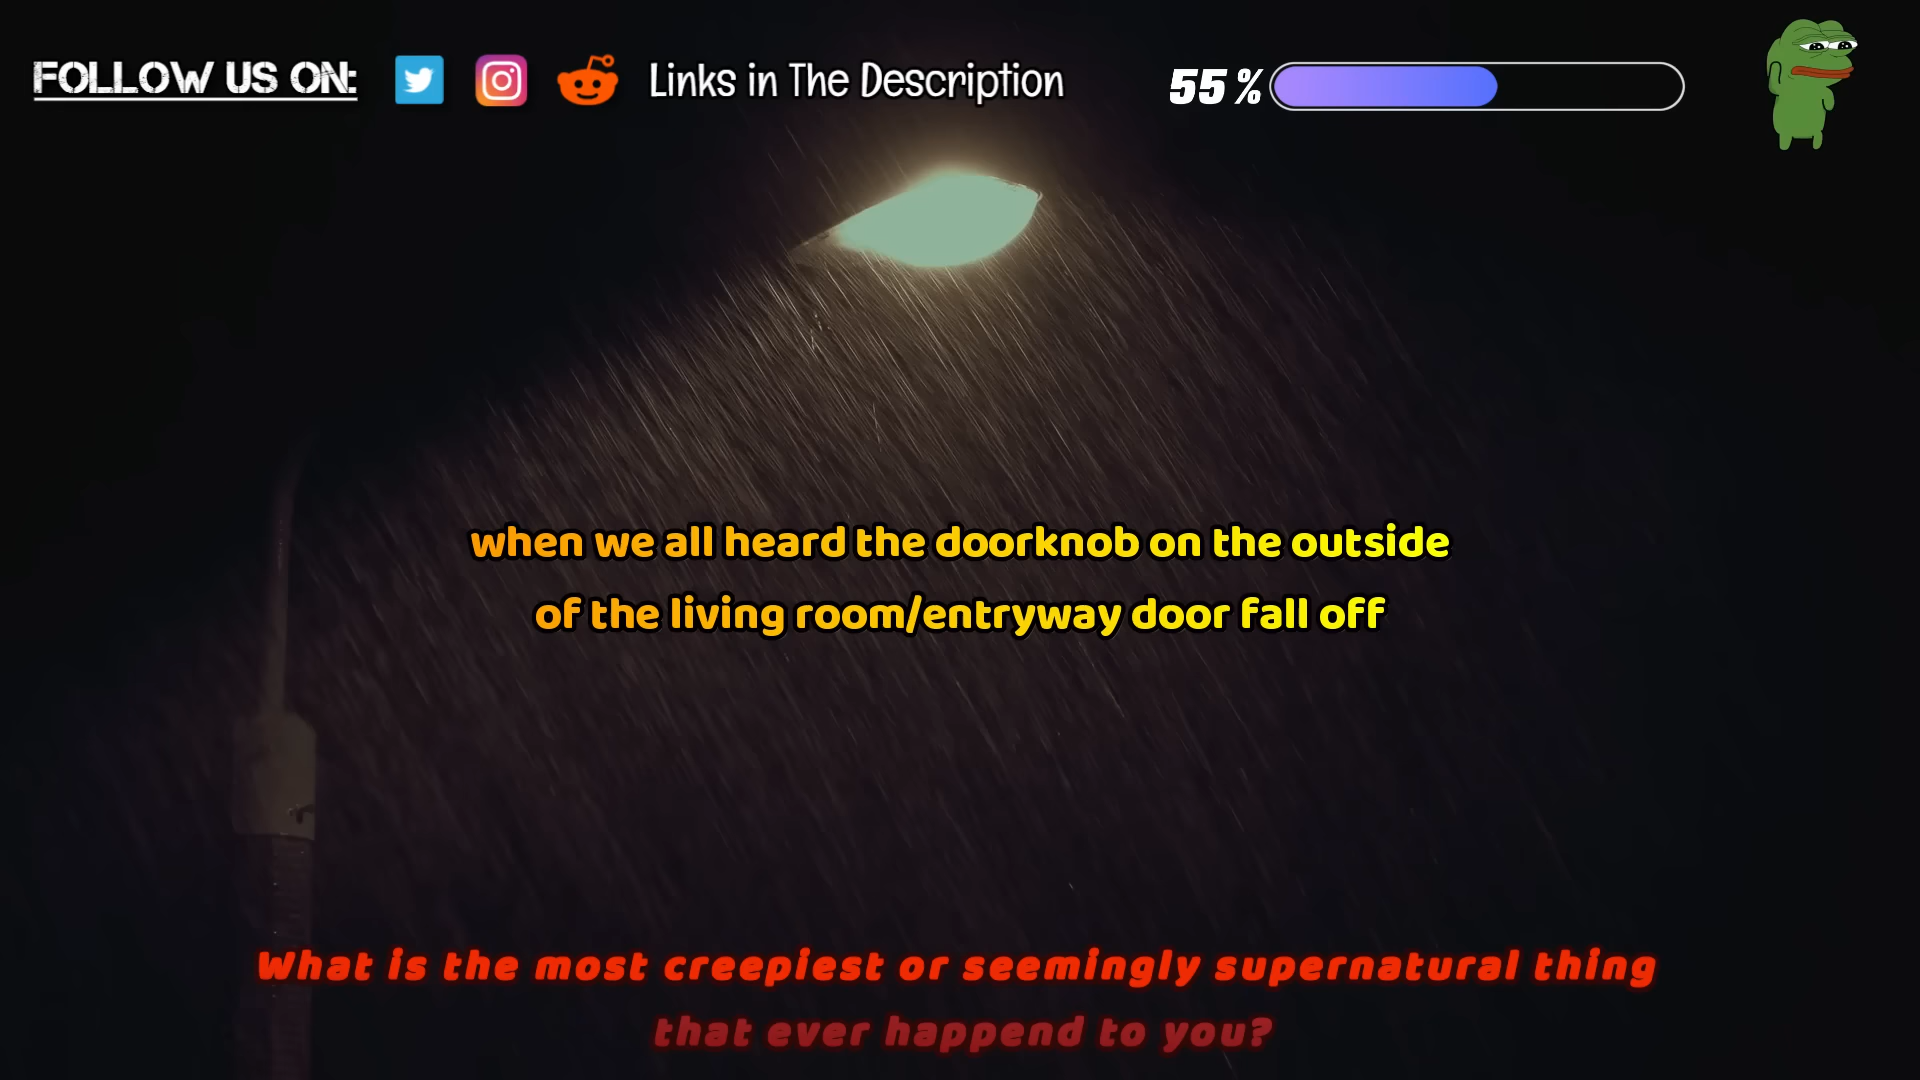 FOLLOW US ON:
Links in The Description
55 %
when we all heard the doorknob on the outside
of the living room/entryway door fall off
What is the most creepiest or seemingly supernatural thing
that ever happend to you?